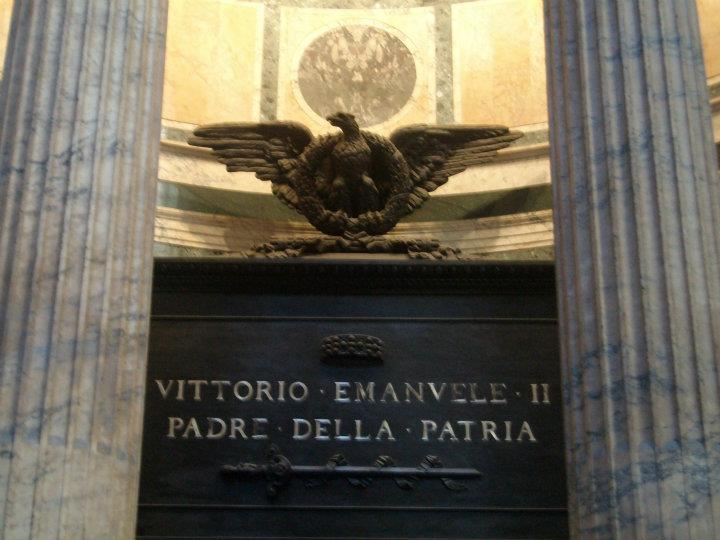 VITTORIO · EMANVELE · II
PADRE · DELLA · PATRIA